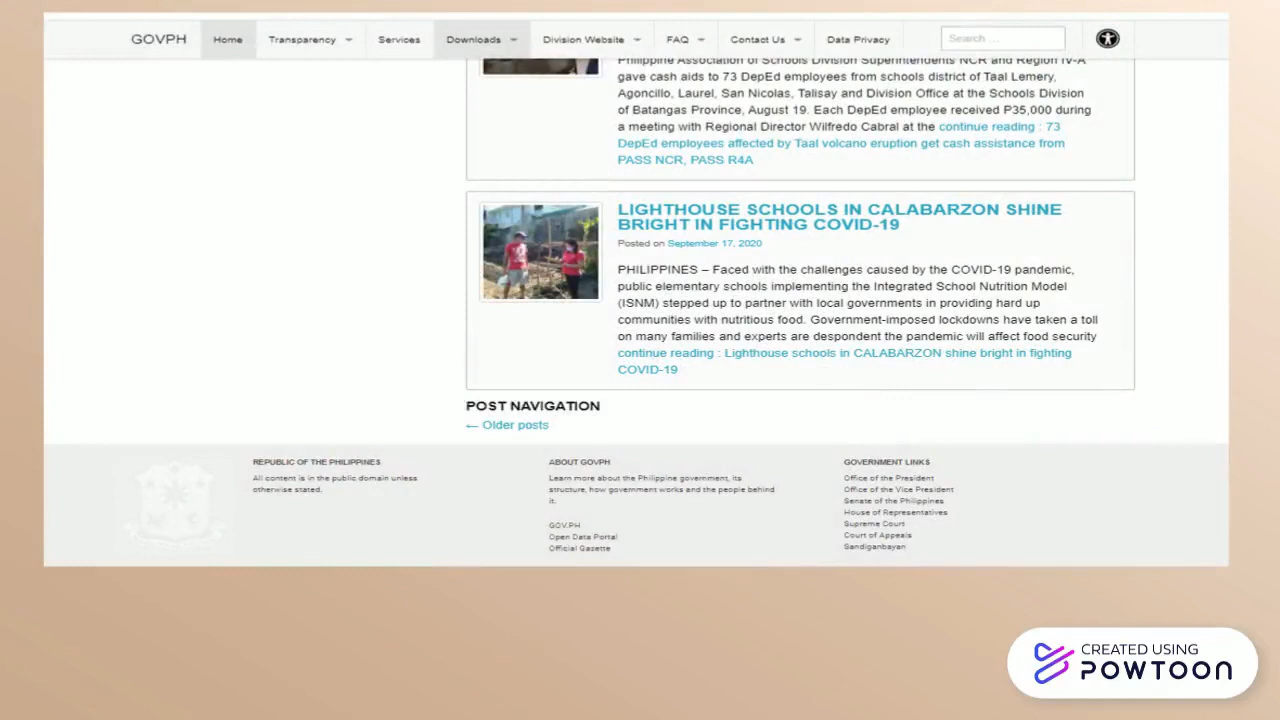 GOVPH Home Transparency Services Downloads Division Website FAQ Contact Us Data Privacy Search ...
Philippine Association of Schools Division Superintendents NCR and Region IV-A
gave cash aids to 73 DepEd employees from schools district of Taal Lemery,
Agoncillo, Laurel, San Nicolas, Talisay and Division Office at the Schools Division
of Batangas Province, August 19. Each DepEd employee received P35,000 during
a meeting with Regional Director Wilfredo Cabral at the continue reading : 73
DepEd employees affected by Taal volcano eruption get cash assistance from
PASS NCR, PASS R4A
LIGHTHOUSE SCHOOLS IN CALABARZON SHINE
BRIGHT IN FIGHTING COVID-19
Posted on September 17, 2020
PHILIPPINES – Faced with the challenges caused by the COVID-19 pandemic,
public elementary schools implementing the Integrated School Nutrition Model
(ISNM) stepped up to partner with local governments in providing hard up
communities with nutritious food. Government-imposed lockdowns have taken a toll
on many families and experts are despondent the pandemic will affect food security
continue reading : Lighthouse schools in CALABARZON shine bright in fighting
COVID-19
POST NAVIGATION
← Older posts
REPUBLIC OF THE PHILIPPINES
All content is in the public domain unless
otherwise stated.
ABOUT GOVPH
Learn more about the Philippine government, its
structure, how government works and the people behind
it.
GOV.PH
Open Data Portal
Official Gazette
GOVERNMENT LINKS
Office of the President
Office of the Vice President
Senate of the Philippines
House of Representatives
Supreme Court
Court of Appeals
Sandiganbayan
CREATED USING
POWTOON